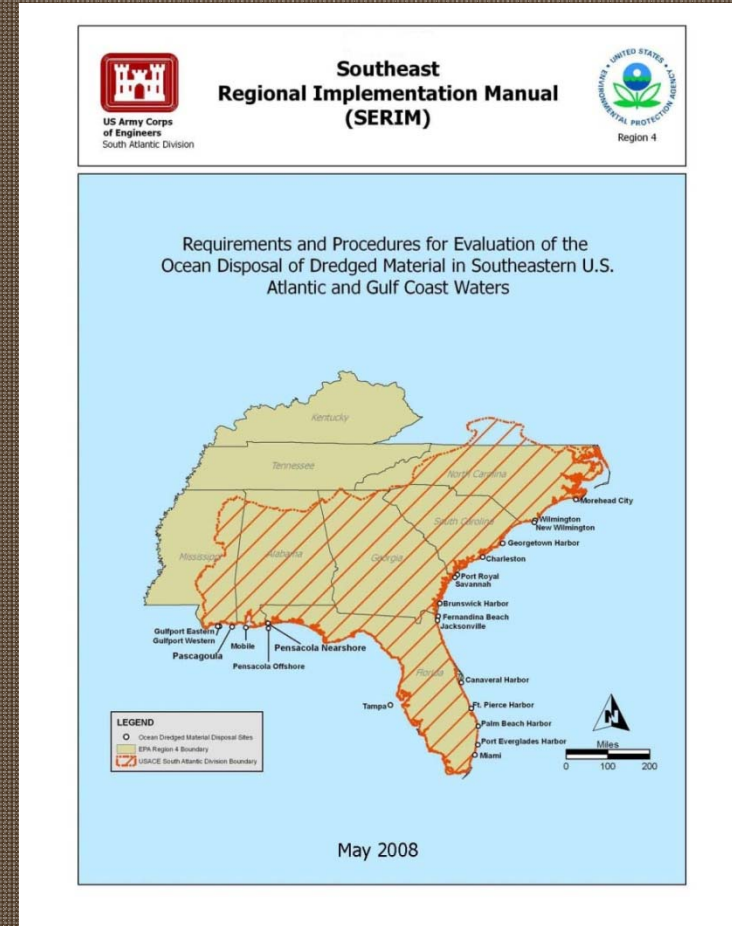 US Army Corps
of Engineers
South Atlantic Division
Southeast
Regional Implementation Manual
(SERIM)
UNITED STATES
ENVIRONMENTAL PROTECTION AGENCY
Region 4
Requirements and Procedures for Evaluation of the
Ocean Disposal of Dredged Material in Southeastern U.S.
Atlantic and Gulf Coast Waters
Kentucky
Tennessee
North Carolina
Morehead City
South Carolina
Wilmington
New Wilmington
Georgetown Harbor
Mississippi
Alabama
Georgia
Charleston
Port Royal
Savannah
Brunswick Harbor
Fernandina Beach
Jacksonville
Gulfport Eastern
Gulfport Western
Pascagoula
Mobile
Pensacola Nearshore
Pensacola Offshore
Florida
Canaveral Harbor
Tampa
Ft. Pierce Harbor
Palm Beach Harbor
Port Everglades Harbor
Miami
LEGEND
Ocean Dredged Material Disposal Sites
EPA Region 4 Boundary
USACE South Atlantic Division Boundary
N
Miles
0 100 200
May 2008